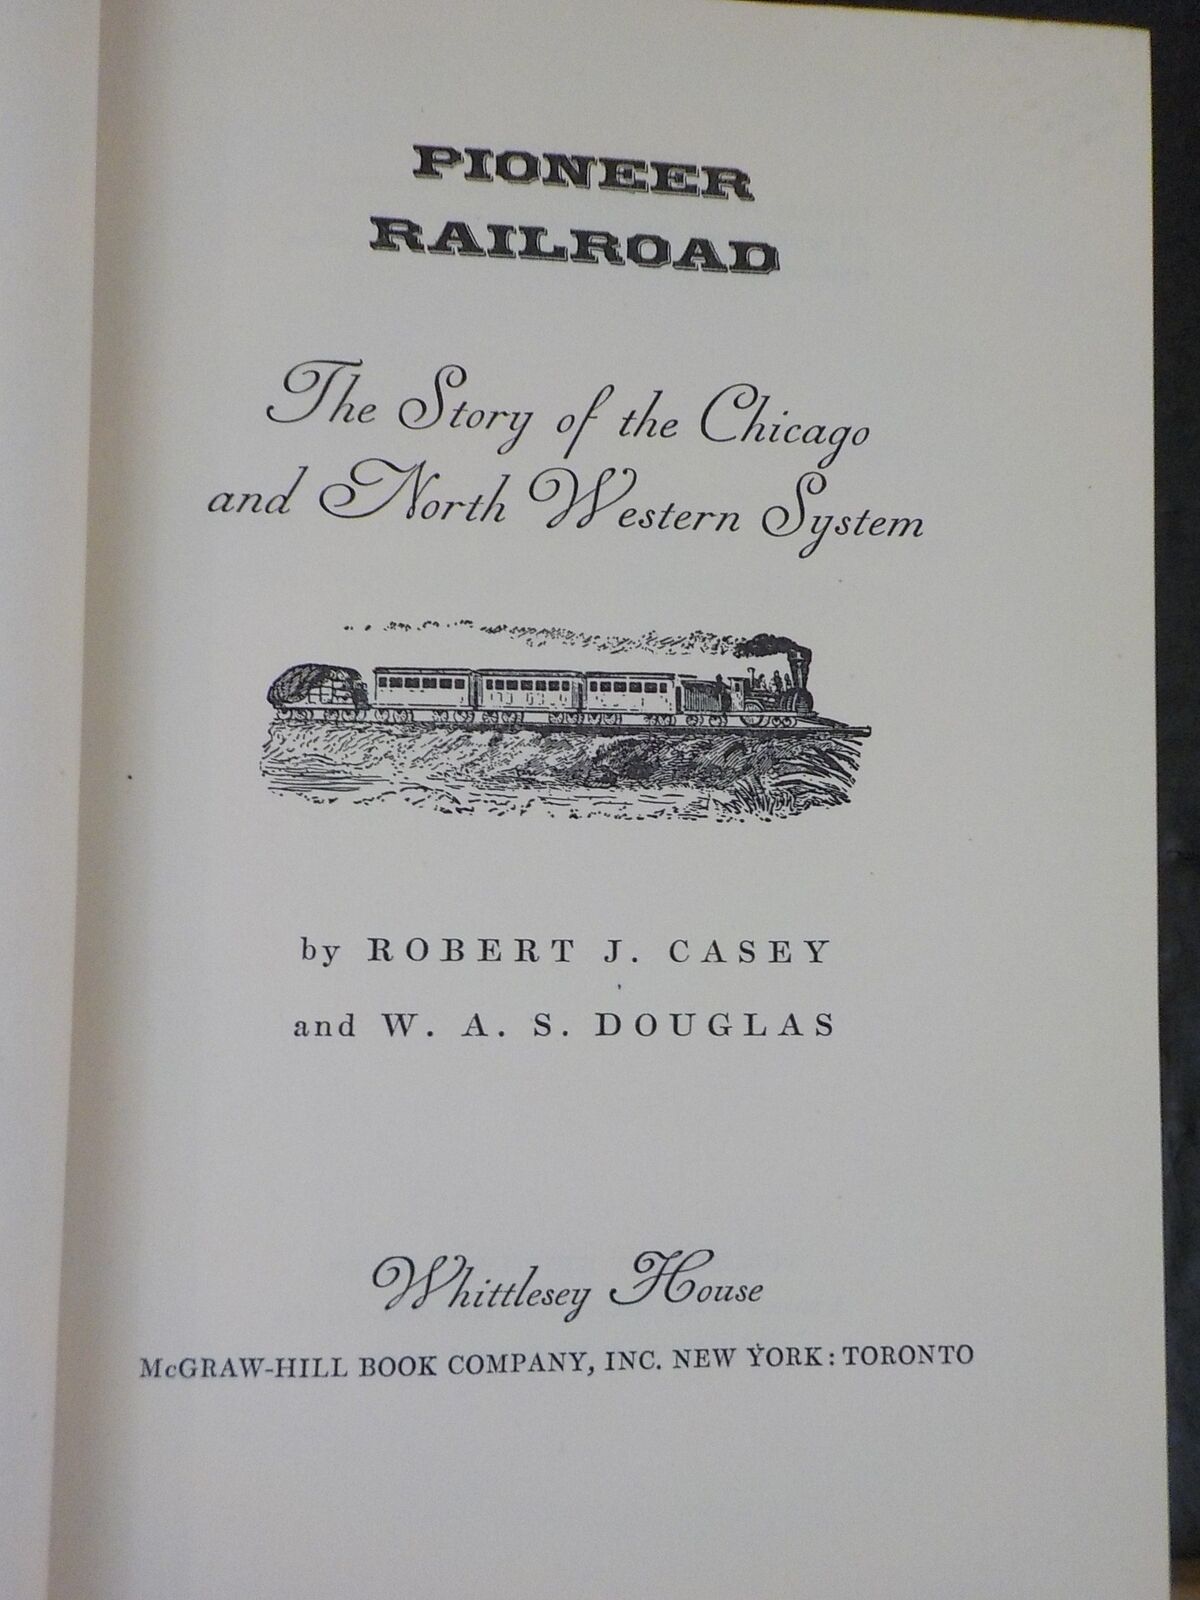 PIONEER
RAILROAD
The Story of the Chicago
and North Western System
by ROBERT J. CASEY
and W. A. S. DOUGLAS
Whittlesey House
McGRAW-HILL BOOK COMPANY, INC. NEW YORK: TORONTO